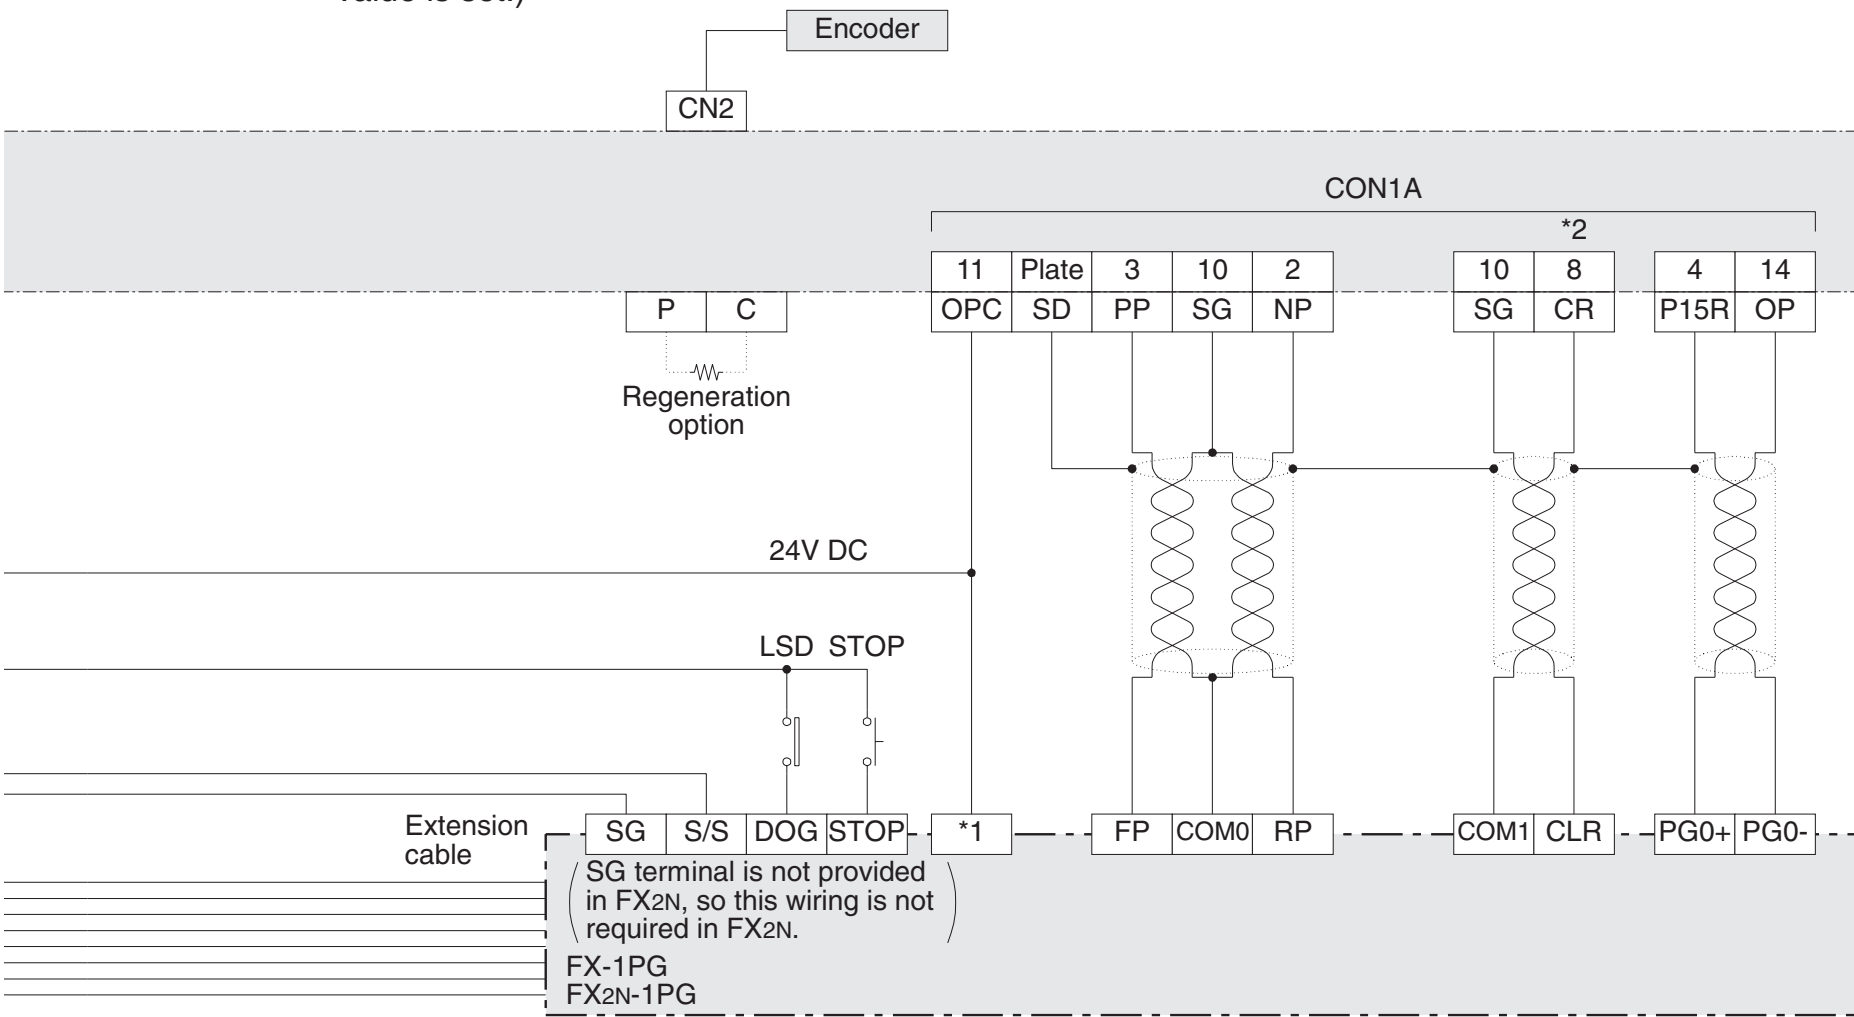 value is set.)
Encoder
CN2
CON1A
*2
11 Plate 3 10 2 10 8 4 14
P C OPC SD PP SG NP SG CR P15R OP
Regeneration
option
24V DC
LSD STOP
Extension
cable
SG S/S DOG STOP *1 FP COM0 RP COM1 CLR PG0+ PG0-
(SG terminal is not provided
in FX2N, so this wiring is not
required in FX2N.)
FX-1PG
FX2N-1PG